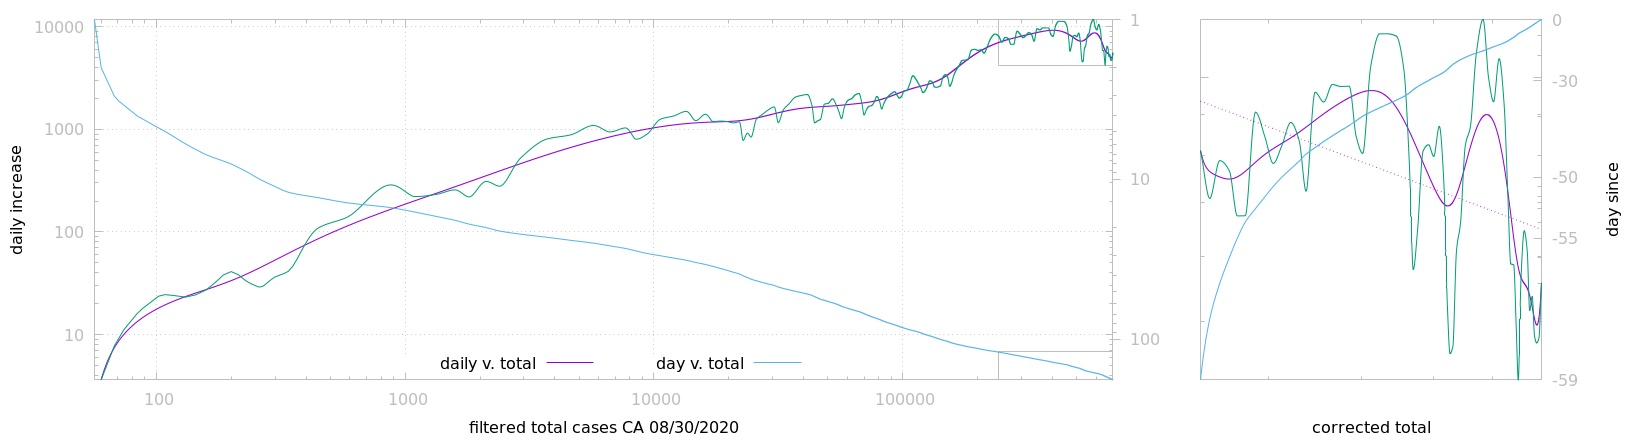 10000
1000
100
10
daily increase
100
1000
10000
100000
filtered total cases CA 08/30/2020
daily v. total
day v. total
1
10
100
0
-30
-50
-55
-59
day since
corrected total